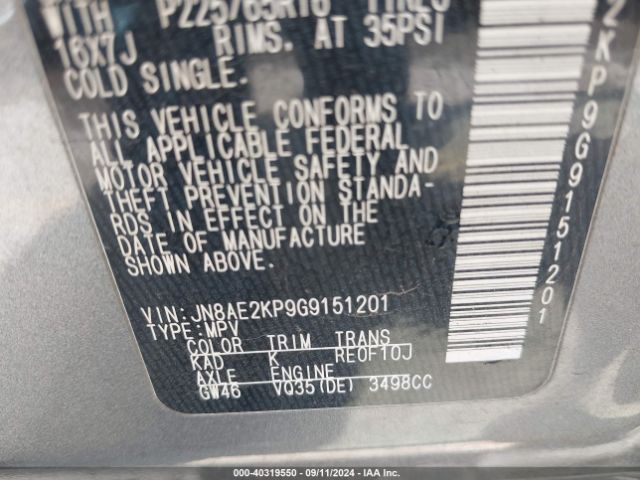 WITH P225/65R16 TIRES
16X7J RIMS. AT 35PSI
COLD SINGLE.
THIS VEHICLE CONFORMS TO
ALL APPLICABLE FEDERAL
MOTOR VEHICLE SAFETY AND
THEFT PREVENTION STANDA-
RDS IN EFFECT ON THE
DATE OF MANUFACTURE
SHOWN ABOVE.
VIN: JN8AE2KP9G9151201
TYPE: MPV
COLOR TRIM TRANS
KAD K RE0F10J
AXLE ENGINE
GW46 VQ35(DE) 3498CC
2KP9G9151201
000-40319550 - 09/11/2024 - IAA Inc.